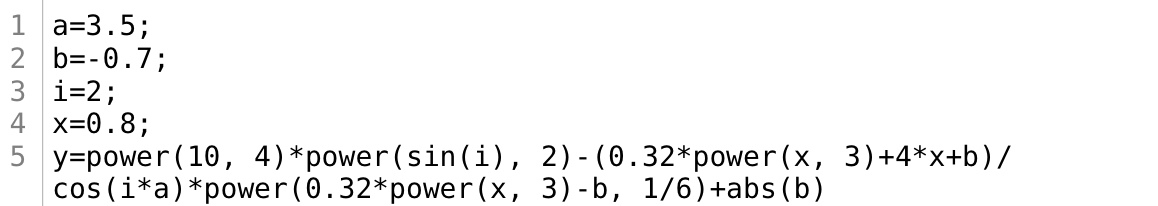 1 a=3.5;
2 b=-0.7;
3 i=2;
4 x=0.8;
5 y=power(10, 4)*power(sin(i), 2)-(0.32*power(x, 3)+4*x+b)/
cos(i*a)*power(0.32*power(x, 3)-b, 1/6)+abs(b)